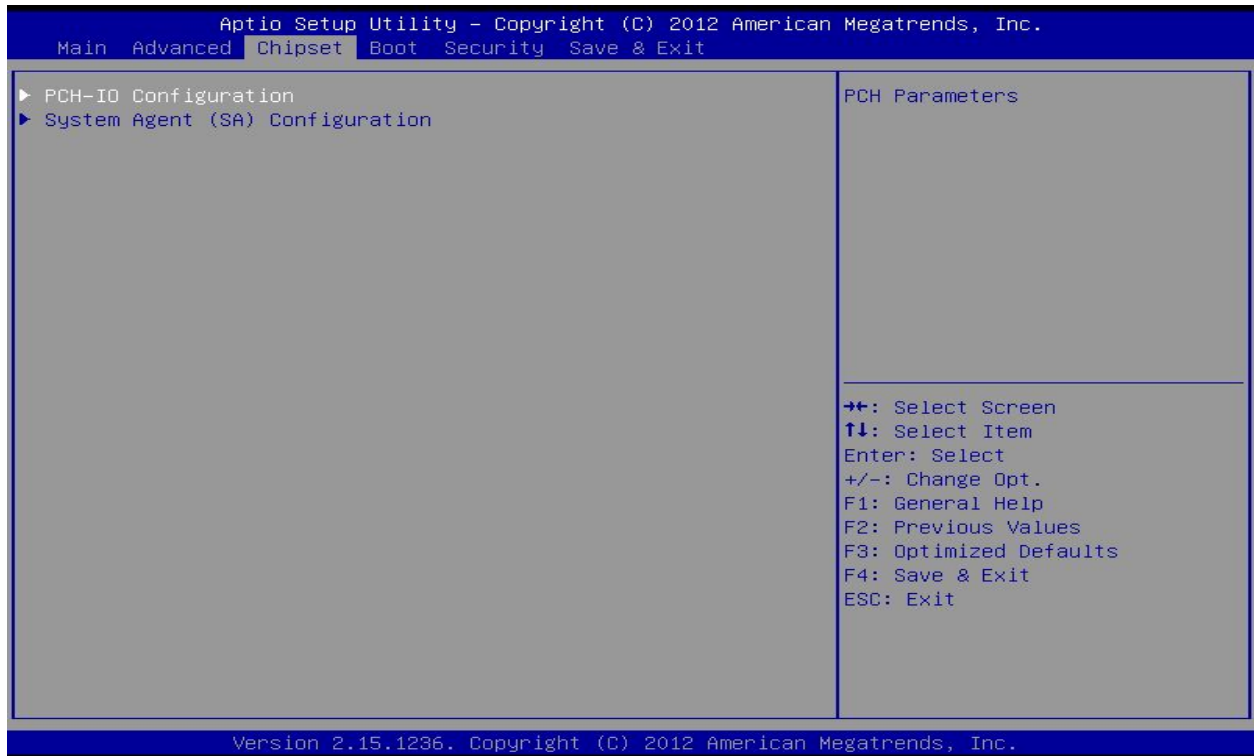 Aptio Setup Utility – Copyright (C) 2012 American Megatrends, Inc.
Main Advanced Chipset Boot Security Save & Exit
► PCH-IO Configuration
► System Agent (SA) Configuration
PCH Parameters
→←: Select Screen
↑↓: Select Item
Enter: Select
+/-: Change Opt.
F1: General Help
F2: Previous Values
F3: Optimized Defaults
F4: Save & Exit
ESC: Exit
Version 2.15.1236. Copyright (C) 2012 American Megatrends, Inc.